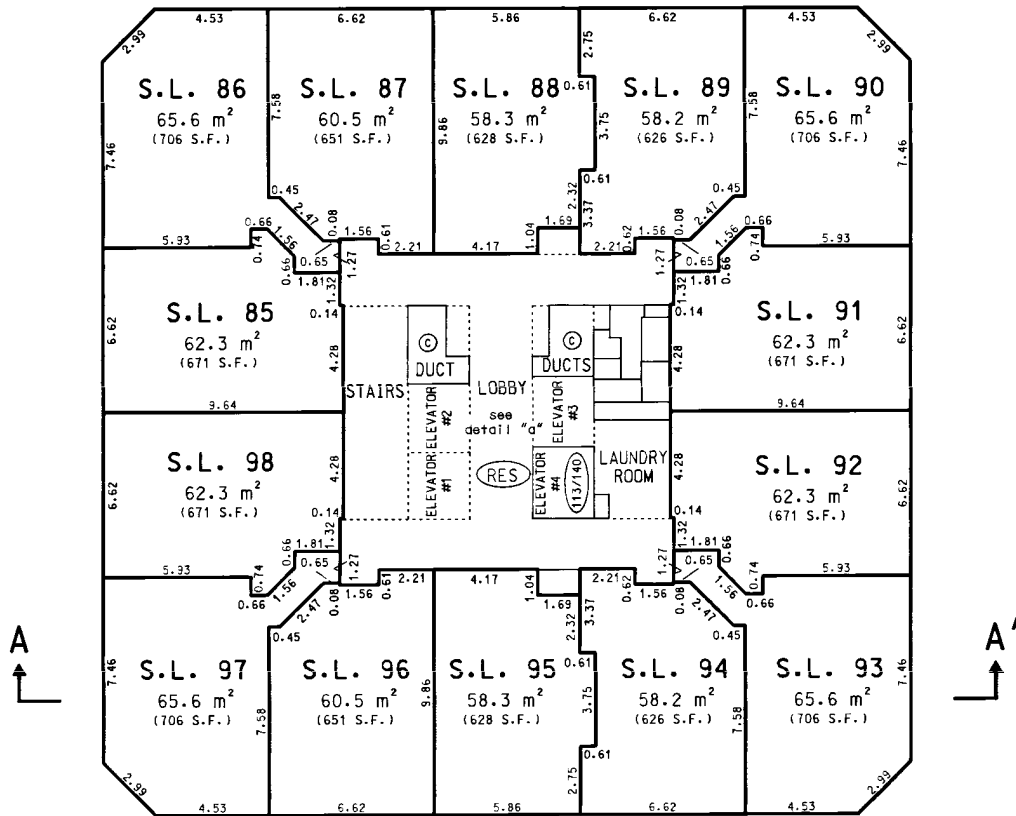 4.53 6.62 5.86 6.62 4.53
2.99 2.75 2.99
S.L. 86 S.L. 87 S.L. 88 S.L. 89 S.L. 90
65.6 m² 60.5 m² 58.3 m² 58.2 m² 65.6 m²
(706 S.F.) (651 S.F.) (628 S.F.) (626 S.F.) (706 S.F.)
7.46 7.58 9.86 0.61 3.75 7.58 7.46
0.61
0.45 2.47 0.08 2.32 3.37 0.08 2.47 0.45
0.66 1.56 1.56 0.61 1.04 1.69 0.62 1.56 1.56 0.66
5.93 0.74 0.65 1.27 2.21 4.17 2.21 1.27 0.65 0.74 5.93
0.66 1.81 1.32 1.32 1.81 0.66
S.L. 85 0.14 0.14 S.L. 91
62.3 m² 62.3 m²
(671 S.F.) (671 S.F.)
6.62 4.28 4.28 6.62
C C
DUCT DUCTS
STAIRS LOBBY
9.64 9.64
see
detail "a"
ELEVATOR #2 ELEVATOR #3
S.L. 98 S.L. 92
62.3 m² 62.3 m²
(671 S.F.) (671 S.F.)
6.62 4.28 4.28 6.62
LAUNDRY
ROOM
ELEVATOR #1 RES ELEVATOR #4 113/140
0.14 0.14
0.66 1.81 1.32 1.32 1.81 0.66
5.93 0.74 0.65 1.27 2.21 4.17 2.21 1.27 0.65 0.74 5.93
0.66 1.56 1.56 0.61 1.04 1.69 0.62 1.56 1.56 0.66
0.45 2.47 0.08 2.32 3.37 0.08 2.47 0.45
A A'
0.61
S.L. 97 S.L. 96 S.L. 95 S.L. 94 S.L. 93
65.6 m² 60.5 m² 58.3 m² 58.2 m² 65.6 m²
(706 S.F.) (651 S.F.) (628 S.F.) (626 S.F.) (706 S.F.)
7.46 7.58 9.86 3.75 7.58 7.46
0.61
2.99 2.75 2.99
4.53 6.62 5.86 6.62 4.53